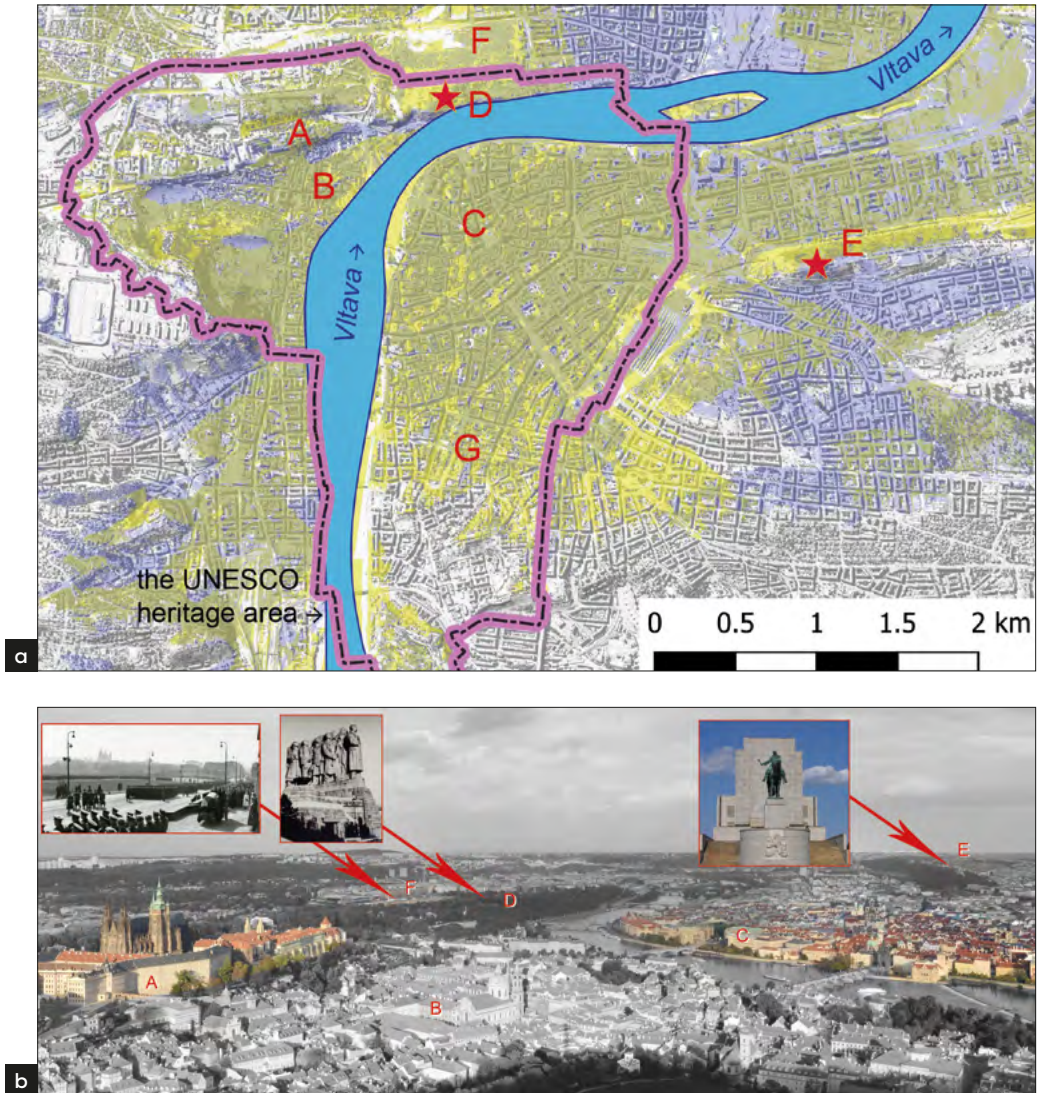 F
Vltava →
D
A
B
C
E
Vltava →
G
the UNESCO
heritage area →
0 0.5 1 1.5 2 km
a
E
F
D
C
A
B
b